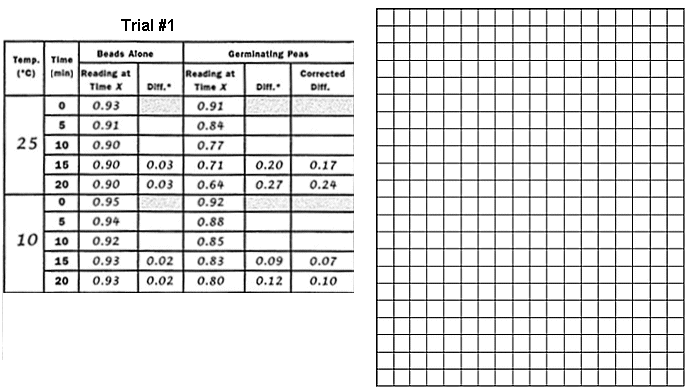 Trial #1
Temp. (°C) Time (min) Beads Alone Germinating Peas
Reading at Time X Diff.* Reading at Time X Diff.* Corrected Diff.
25 0 0.93 0.91
5 0.91 0.84
10 0.90 0.77
15 0.90 0.03 0.71 0.20 0.17
20 0.90 0.03 0.64 0.27 0.24
10 0 0.95 0.92
5 0.94 0.88
10 0.92 0.85
15 0.93 0.02 0.83 0.09 0.07
20 0.93 0.02 0.80 0.12 0.10